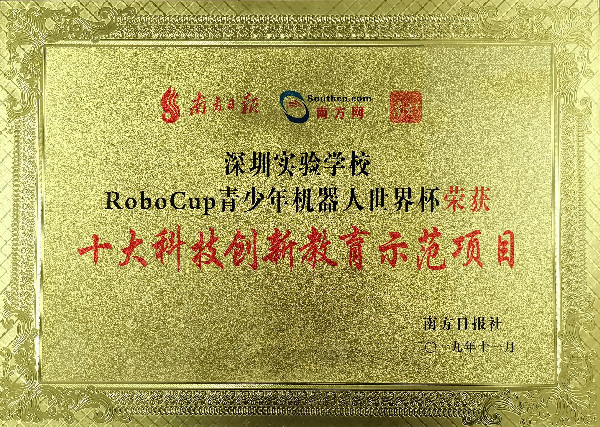 南方日报 Southcn.com
南方网
深圳实验学校
RoboCup青少年机器人世界杯荣获
十大科技创新教育示范项目
南方日报社
二〇一九年十一月